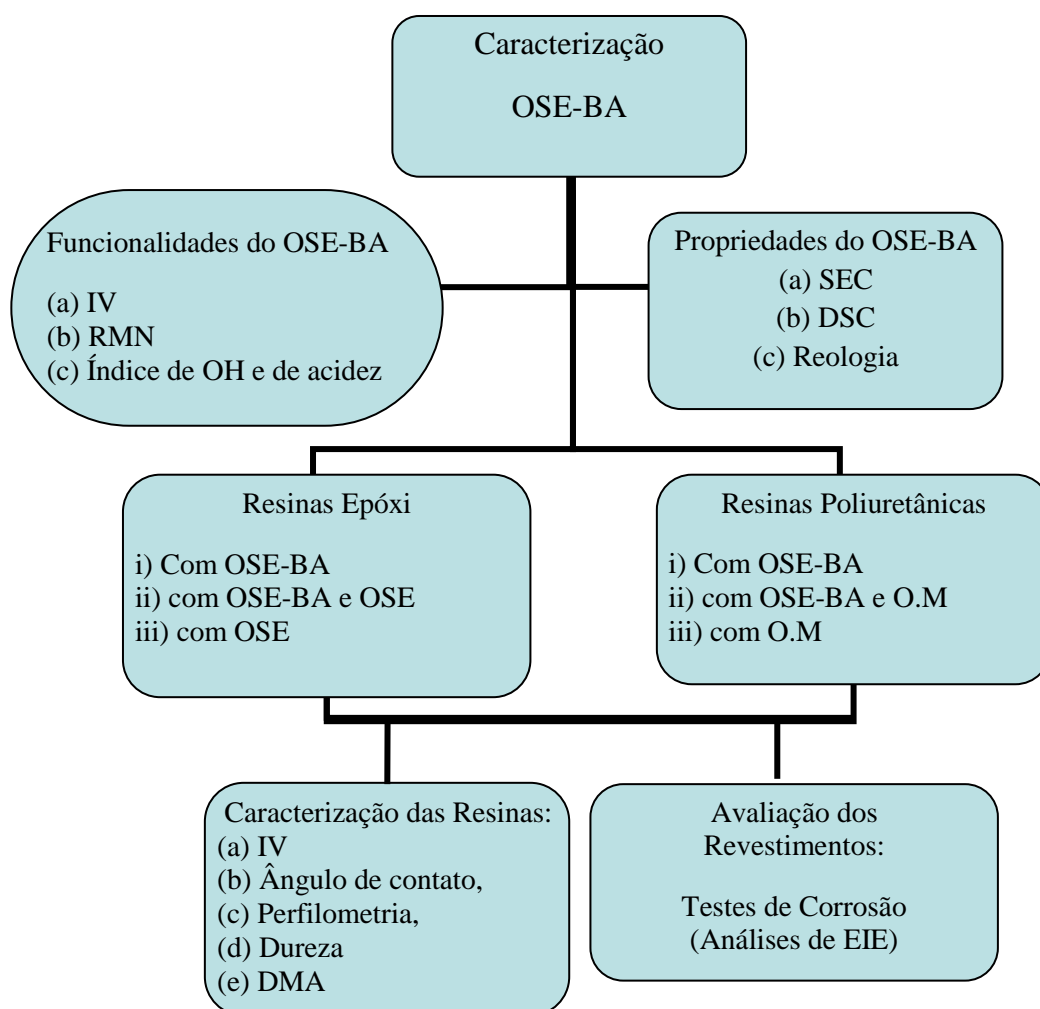 Caracterização
OSE-BA
Funcionalidades do OSE-BA
(a) IV
(b) RMN
(c) Índice de OH e de acidez
Propriedades do OSE-BA
(a) SEC
(b) DSC
(c) Reologia
Resinas Epóxi
i) Com OSE-BA
ii) com OSE-BA e OSE
iii) com OSE
Resinas Poliuretânicas
i) Com OSE-BA
ii) com OSE-BA e O.M
iii) com O.M
Caracterização das Resinas:
(a) IV
(b) Ângulo de contato,
(c) Perfilometria,
(d) Dureza
(e) DMA
Avaliação dos
Revestimentos:
Testes de Corrosão
(Análises de EIE)